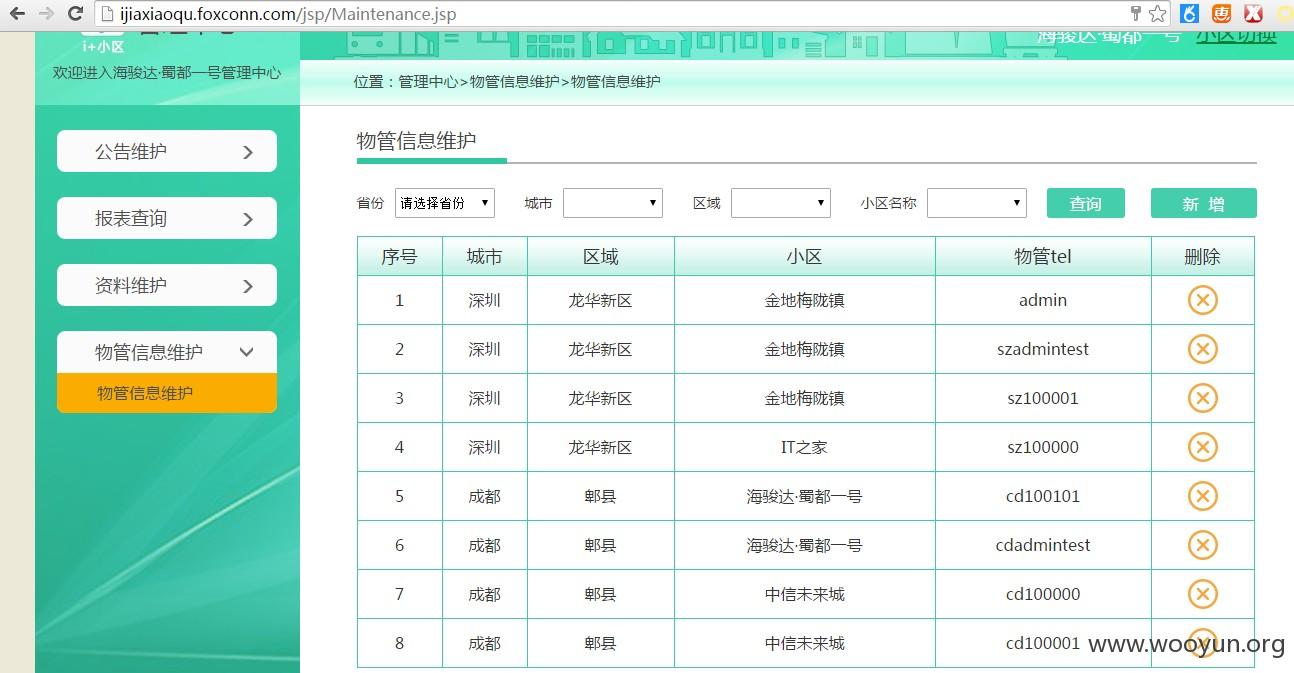 ijiaxiaoqu.foxconn.com/jsp/Maintenance.jsp
i+小区
海骏达·蜀都一号 小区切换
欢迎进入海骏达·蜀都一号管理中心
位置：管理中心>物管信息维护>物管信息维护
公告维护
报表查询
资料维护
物管信息维护
物管信息维护
物管信息维护
省份 请选择省份 城市 区域 小区名称 查询 新 增
序号 城市 区域 小区 物管tel 删除
1 深圳 龙华新区 金地梅陇镇 admin
2 深圳 龙华新区 金地梅陇镇 szadmintest
3 深圳 龙华新区 金地梅陇镇 sz100001
4 深圳 龙华新区 IT之家 sz100000
5 成都 郫县 海骏达·蜀都一号 cd100101
6 成都 郫县 海骏达·蜀都一号 cdadmintest
7 成都 郫县 中信未来城 cd100000
8 成都 郫县 中信未来城 cd100001
www.wooyun.org